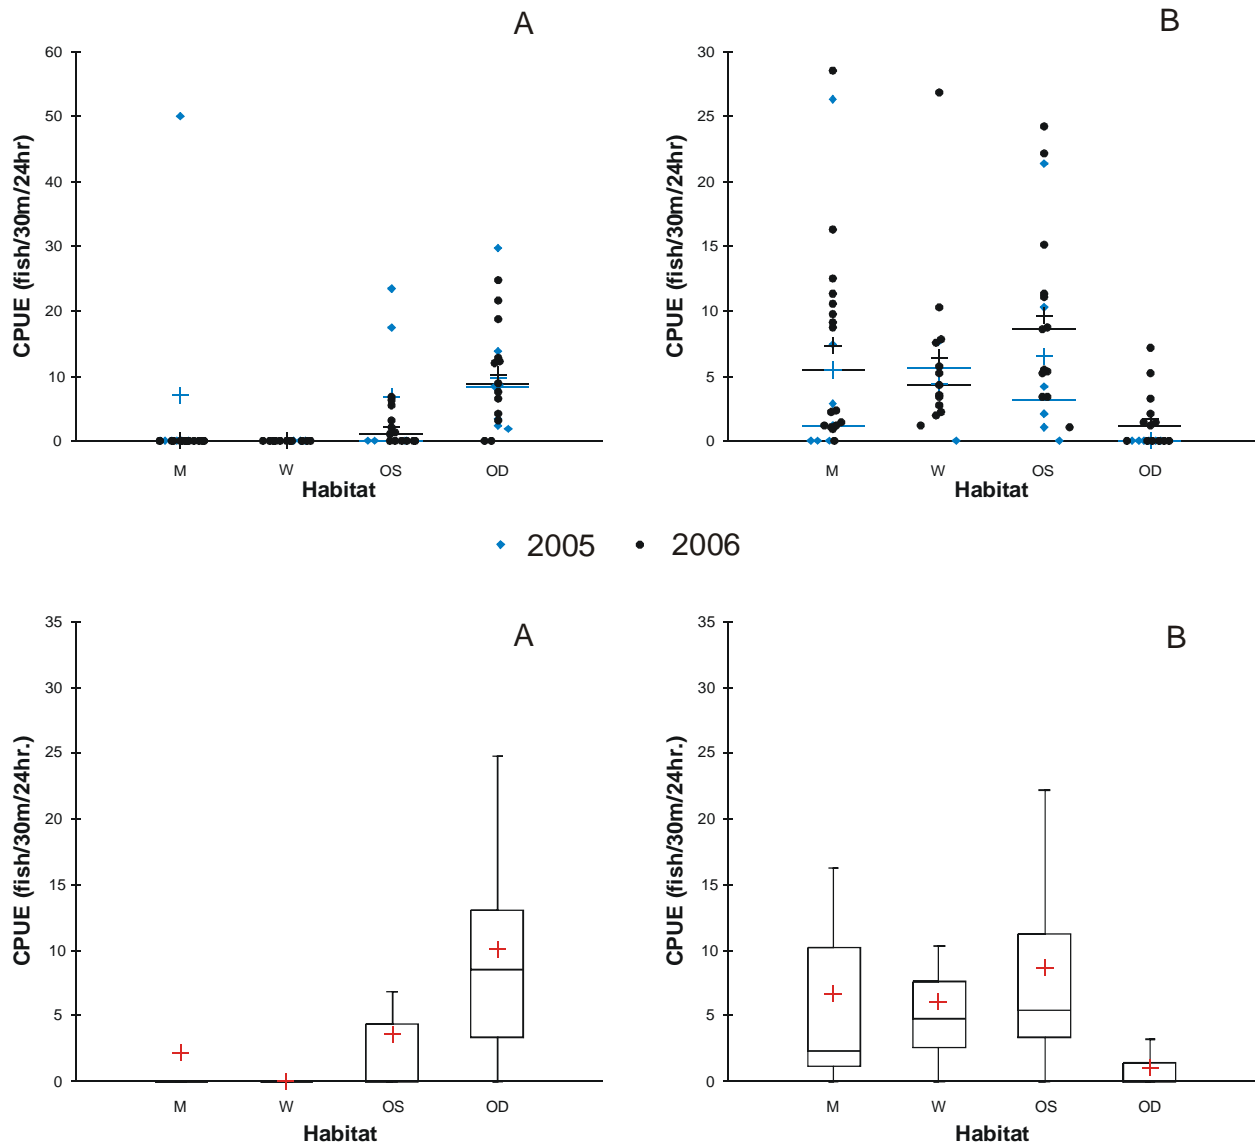 A
60
50
40
30
20
10
0
CPUE (fish/30m/24hr)
M W OS OD
Habitat
B
30
25
20
15
10
5
0
CPUE (fish/30m/24hr)
M W OS OD
Habitat
2005 2006
A
35
30
25
20
15
10
5
0
CPUE (fish/30m/24hr.)
M W OS OD
Habitat
B
35
30
25
20
15
10
5
0
CPUE (fish/30m/24hr.)
M W OS OD
Habitat